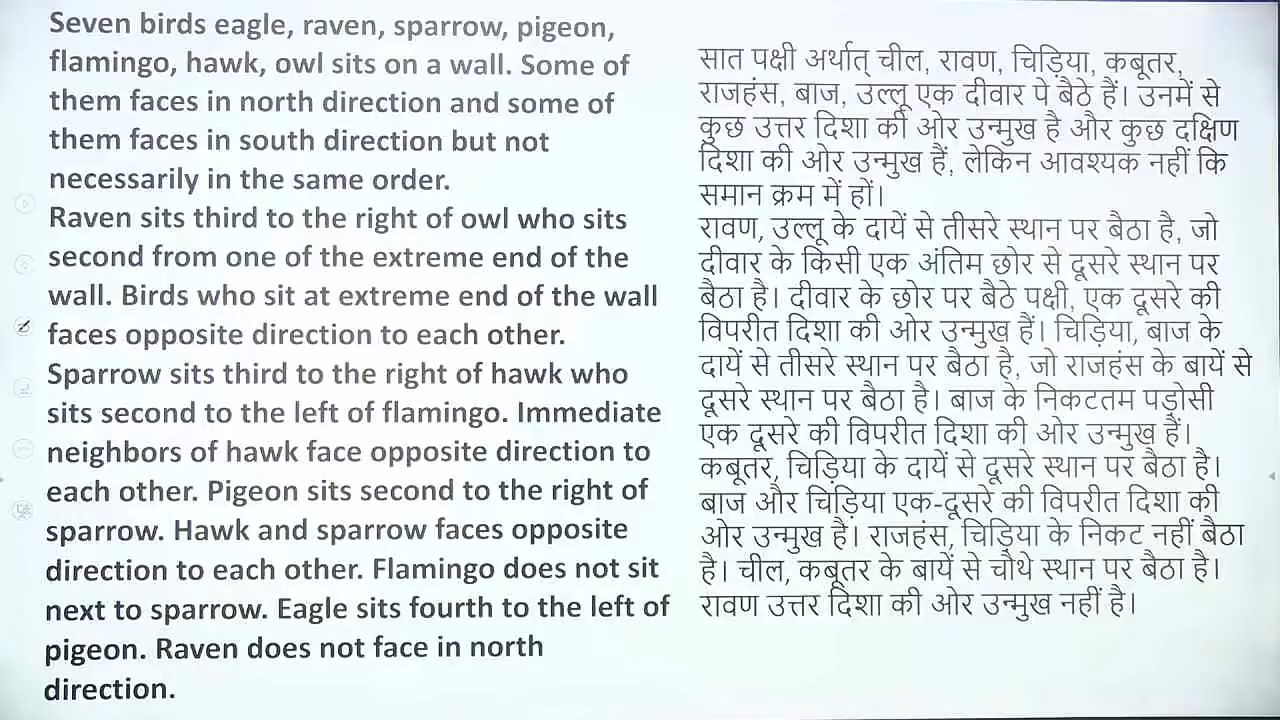 Seven birds eagle, raven, sparrow, pigeon,
flamingo, hawk, owl sits on a wall. Some of
them faces in north direction and some of
them faces in south direction but not
necessarily in the same order.
Raven sits third to the right of owl who sits
second from one of the extreme end of the
wall. Birds who sit at extreme end of the wall
faces opposite direction to each other.
Sparrow sits third to the right of hawk who
sits second to the left of flamingo. Immediate
neighbors of hawk face opposite direction to
each other. Pigeon sits second to the right of
sparrow. Hawk and sparrow faces opposite
direction to each other. Flamingo does not sit
next to sparrow. Eagle sits fourth to the left of
pigeon. Raven does not face in north
direction.
सात पक्षी अर्थात् चील, रावण, चिड़िया, कबूतर,
राजहंस, बाज, उल्लू एक दीवार पे बैठे हैं। उनमें से
कुछ उत्तर दिशा की ओर उन्मुख है और कुछ दक्षिण
दिशा की ओर उन्मुख हैं, लेकिन आवश्यक नहीं कि
समान क्रम में हों।
रावण, उल्लू के दायें से तीसरे स्थान पर बैठा है, जो
दीवार के किसी एक अंतिम छोर से दूसरे स्थान पर
बैठा है। दीवार के छोर पर बैठे पक्षी, एक दूसरे की
विपरीत दिशा की ओर उन्मुख हैं। चिड़िया, बाज के
दायें से तीसरे स्थान पर बैठा है, जो राजहंस के बायें से
दूसरे स्थान पर बैठा है। बाज के निकटतम पड़ोसी
एक दूसरे की विपरीत दिशा की ओर उन्मुख हैं।
कबूतर, चिड़िया के दायें से दूसरे स्थान पर बैठा है।
बाज और चिड़िया एक-दूसरे की विपरीत दिशा की
ओर उन्मुख है। राजहंस, चिड़िया के निकट नहीं बैठा
है। चील, कबूतर के बायें से चौथे स्थान पर बैठा है।
रावण उत्तर दिशा की ओर उन्मुख नहीं है।